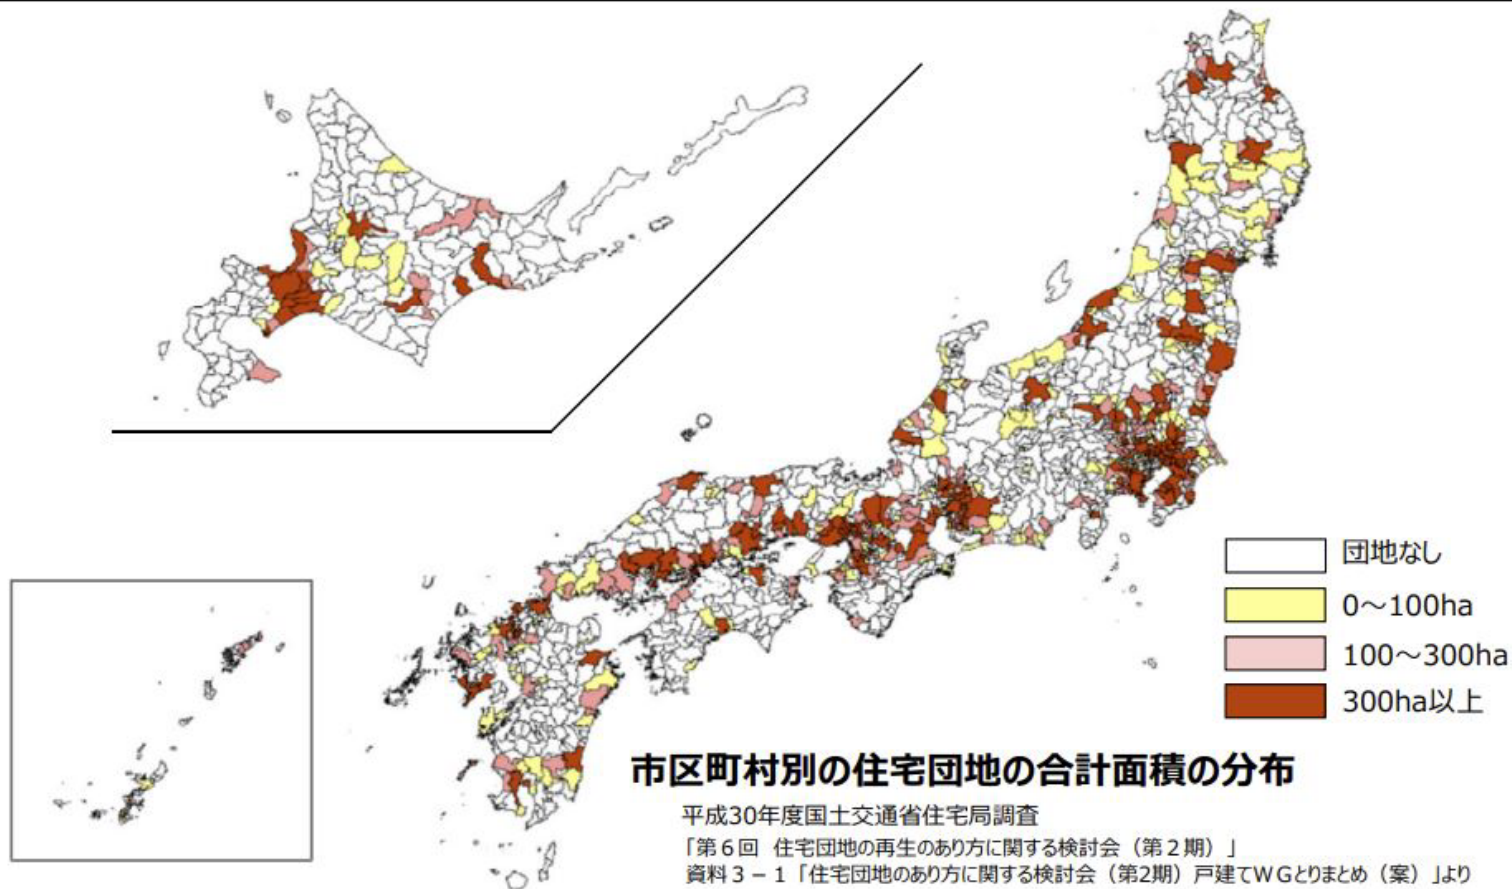 団地なし
0～100ha
100～300ha
300ha以上
市区町村別の住宅団地の合計面積の分布
平成30年度国土交通省住宅局調査
「第６回 住宅団地の再生のあり方に関する検討会（第２期）」
資料３－１「住宅団地のあり方に関する検討会（第2期）戸建てＷＧとりまとめ（案）」より